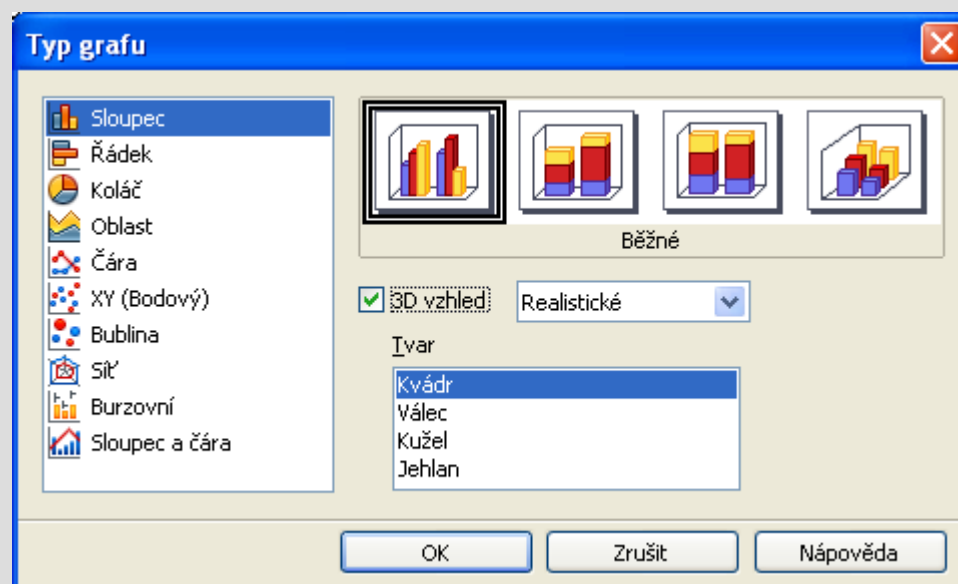 Typ grafu
Sloupec
Řádek
Koláč
Oblast
Čára
XY (Bodový)
Bublina
Síť
Burzovní
Sloupec a čára
Běžné
3D vzhled
Realistické
Tvar
Kvádr
Válec
Kužel
Jehlan
OK
Zrušit
Nápověda